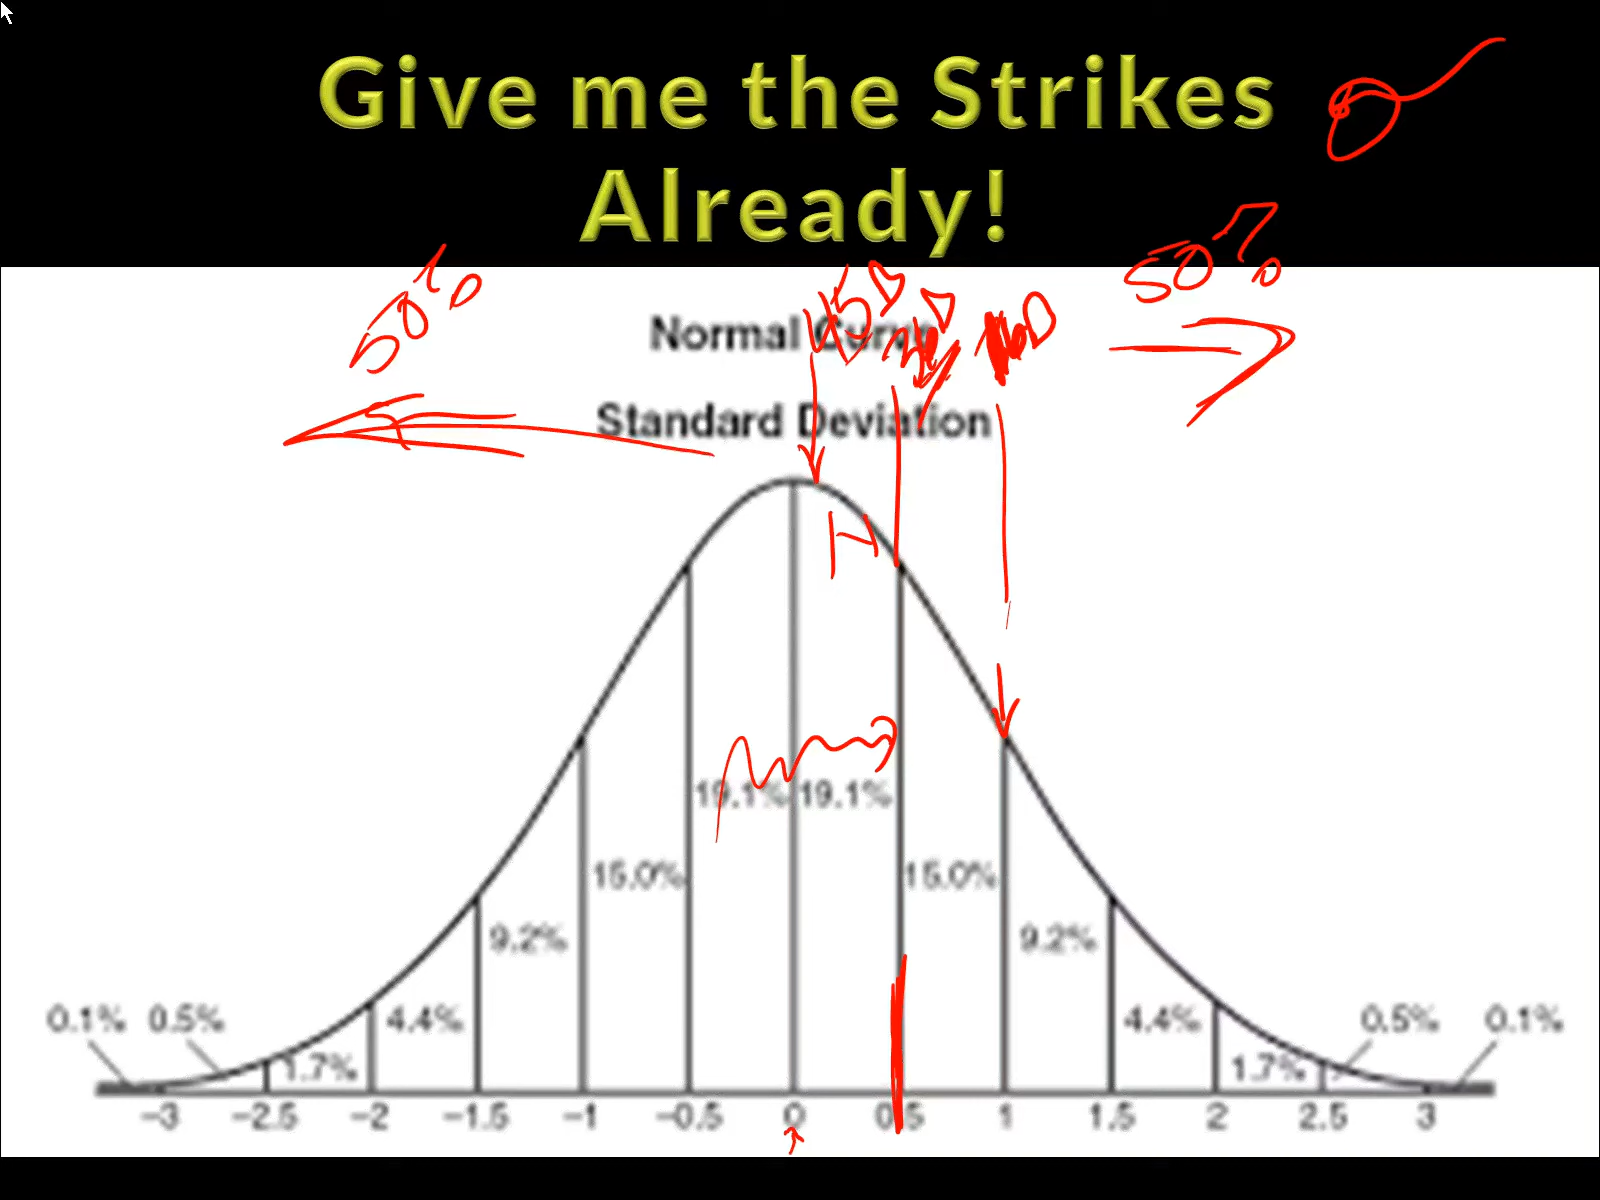 Give me the Strikes
Already!
50%
50%
45D
Normal Curve
Standard Deviation
19.1% 19.1%
15.0% 15.0%
9.2% 9.2%
0.1% 0.5% 4.4% 4.4% 0.5% 0.1%
1.7% 1.7%
−3 −2.5 −2 −1.5 −1 −0.5 0 0.5 1 1.5 2 2.5 3